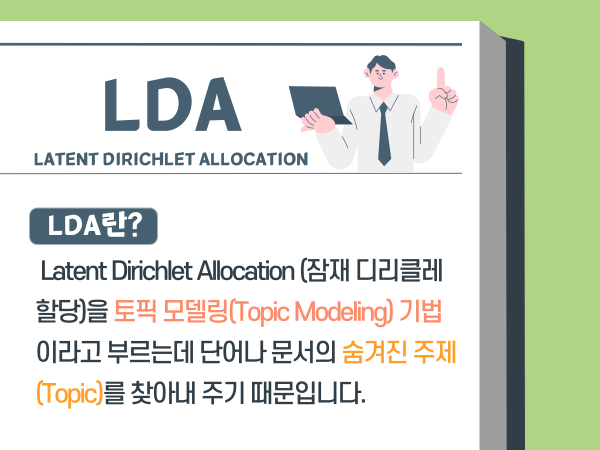 LDA
LATENT DIRICHLET ALLOCATION
LDA란?
Latent Dirichlet Allocation (잠재 디리클레
할당)을 토픽 모델링(Topic Modeling) 기법
이라고 부르는데 단어나 문서의 숨겨진 주제
(Topic)를 찾아내 주기 때문입니다.